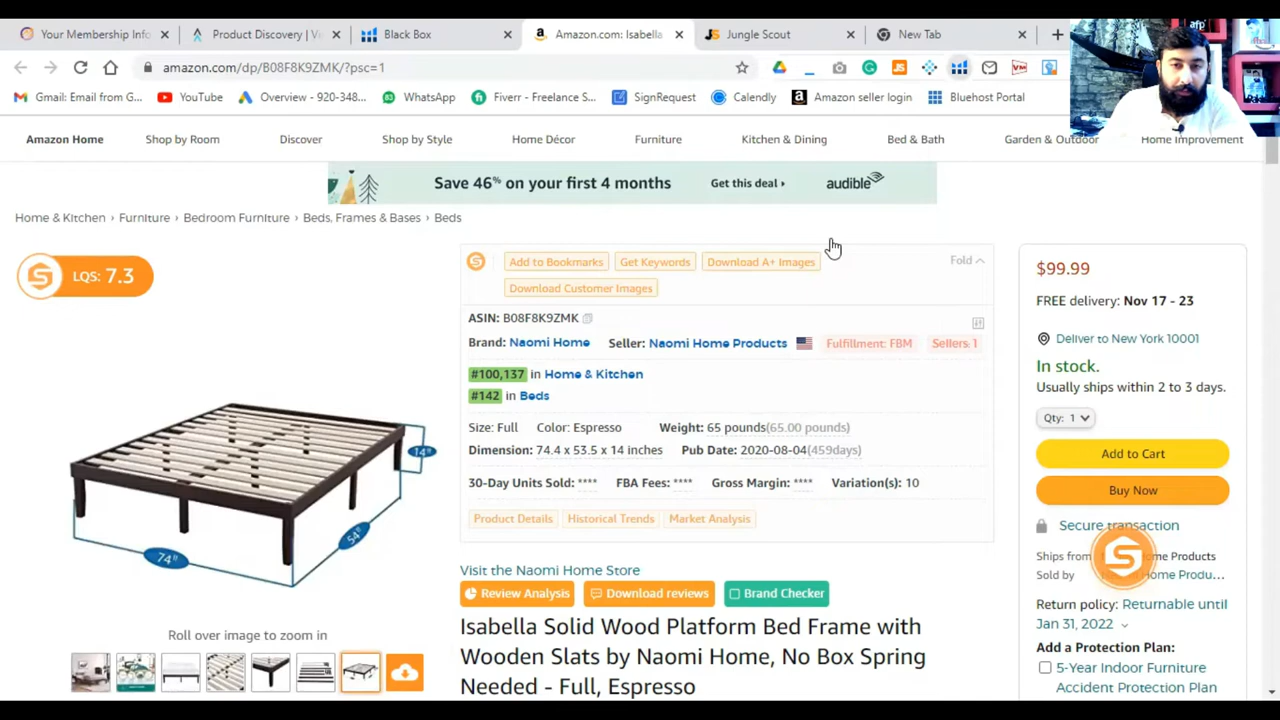 Your Membership Info
Product Discovery | Vi
Black Box
Amazon.com: Isabella
Jungle Scout
New Tab
afp
amazon.com/dp/B08F8K9ZMK/?psc=1
Gmail: Email from G...
YouTube
Overview - 920-348...
WhatsApp
Fiverr - Freelance S...
SignRequest
Calendly
Amazon seller login
Bluehost Portal
Amazon Home
Shop by Room
Discover
Shop by Style
Home Décor
Furniture
Kitchen & Dining
Bed & Bath
Garden & Outdoor
Home Improvement
Save 46% on your first 4 months
Get this deal ›
audible
Home & Kitchen › Furniture › Bedroom Furniture › Beds, Frames & Bases › Beds
LQS: 7.3
Add to Bookmarks
Get Keywords
Download A+ Images
Fold
Download Customer Images
ASIN: B08F8K9ZMK
Brand: Naomi Home
Seller: Naomi Home Products
Fulfillment: FBM
Sellers: 1
#100,137 in Home & Kitchen
#142 in Beds
Size: Full
Color: Espresso
Weight: 65 pounds(65.00 pounds)
Dimension: 74.4 x 53.5 x 14 inches
Pub Date: 2020-08-04(459days)
30-Day Units Sold: ****
FBA Fees: ****
Gross Margin: ****
Variation(s): 10
Product Details
Historical Trends
Market Analysis
14"
54"
74"
Roll over image to zoom in
Visit the Naomi Home Store
Review Analysis
Download reviews
Brand Checker
Isabella Solid Wood Platform Bed Frame with
Wooden Slats by Naomi Home, No Box Spring
Needed - Full, Espresso
$99.99
FREE delivery: Nov 17 - 23
Deliver to New York 10001
In stock.
Usually ships within 2 to 3 days.
Qty: 1
Add to Cart
Buy Now
Secure transaction
Ships from
Home Products
Sold by
Home Produ...
Return policy: Returnable until
Jan 31, 2022
Add a Protection Plan:
5-Year Indoor Furniture
Accident Protection Plan